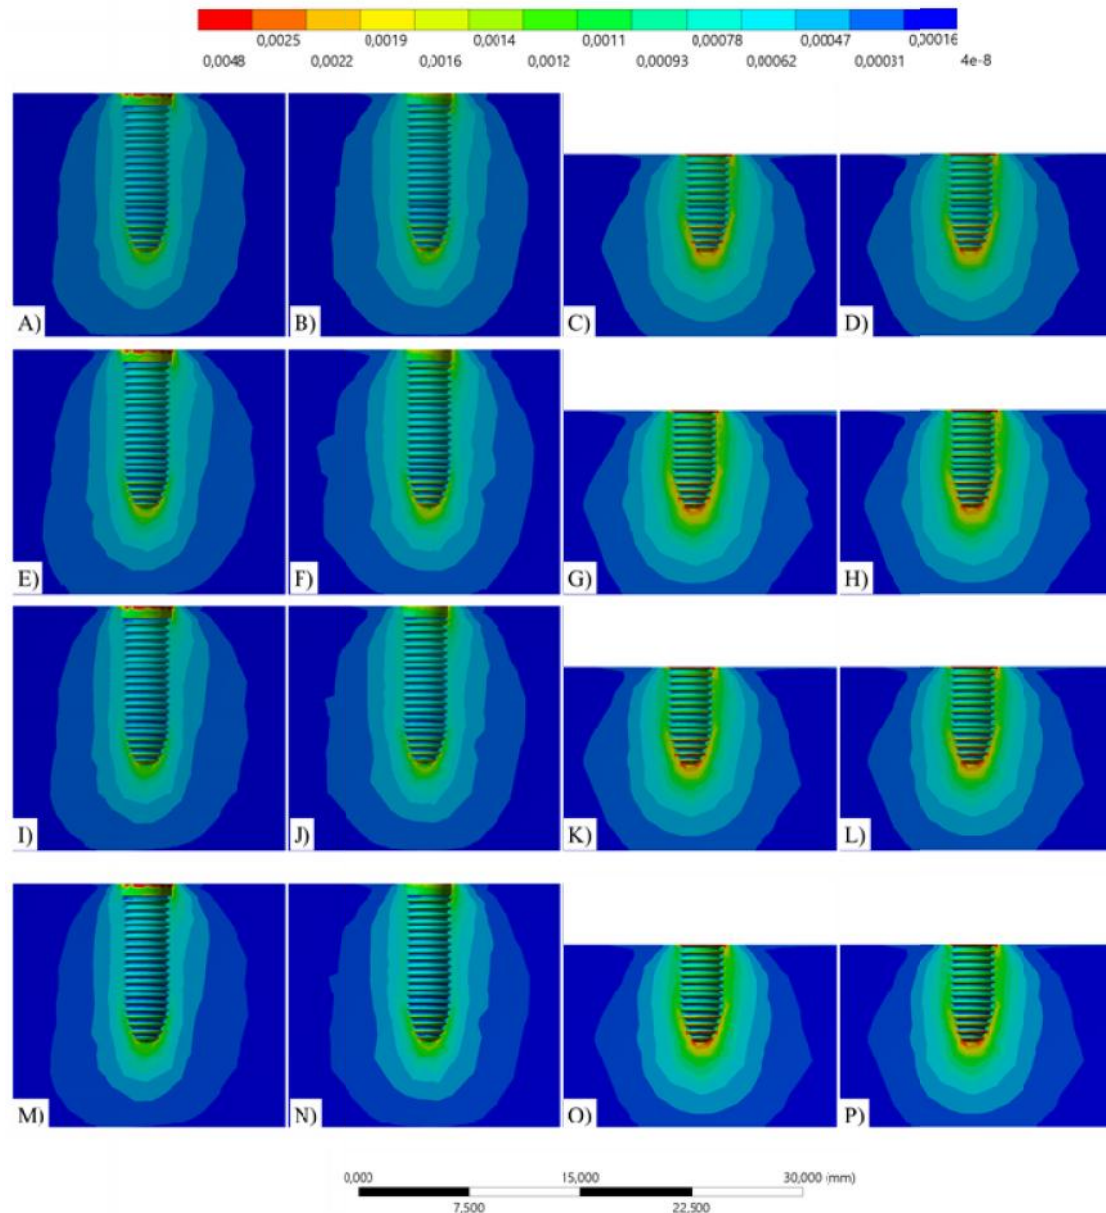 0,0025 0,0019 0,0014 0,0011 0,00078 0,00047 0,00016
0,0048 0,0022 0,0016 0,0012 0,00093 0,00062 0,00031 4e-8
A) B) C) D)
E) F) G) H)
I) J) K) L)
M) N) O) P)
0,000 15,000 30,000 (mm)
7,500 22,500